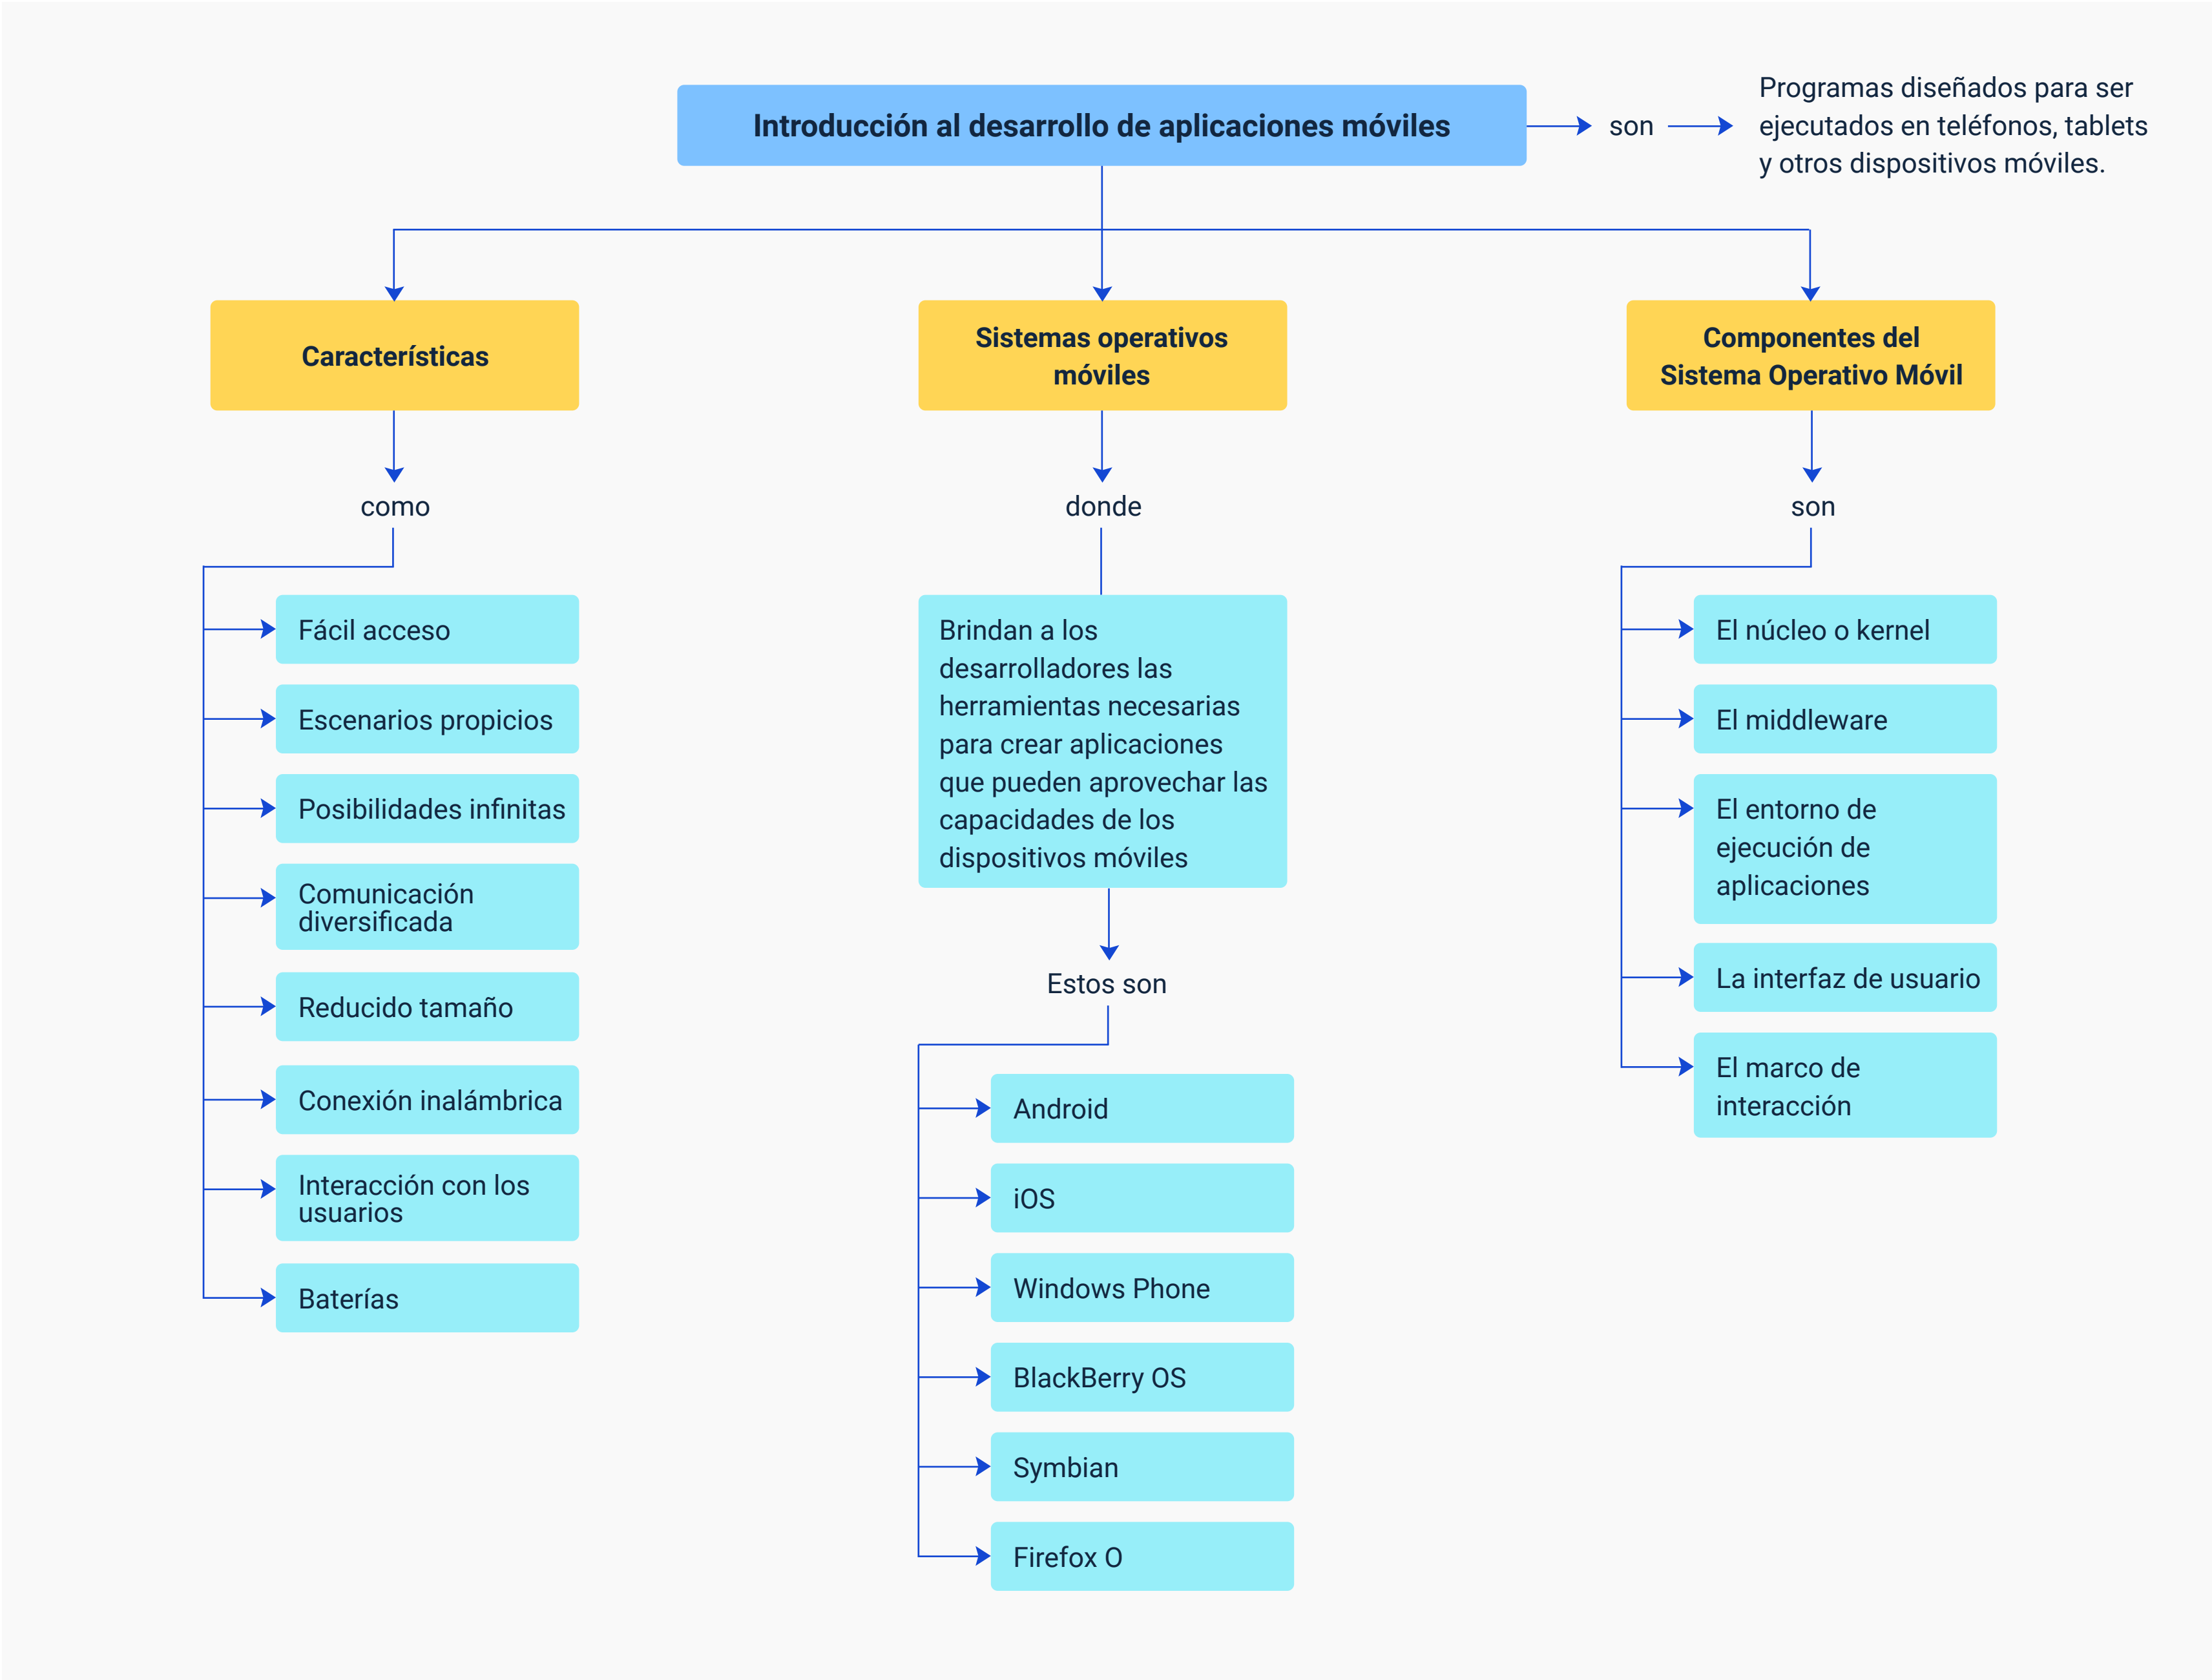 Introducción al desarrollo de aplicaciones móviles
son
Programas diseñados para ser
ejecutados en teléfonos, tablets
y otros dispositivos móviles.
Características
como
Fácil acceso
Escenarios propicios
Posibilidades infinitas
Comunicación
diversificada
Reducido tamaño
Conexión inalámbrica
Interacción con los
usuarios
Baterías
Sistemas operativos
móviles
donde
Brindan a los
desarrolladores las
herramientas necesarias
para crear aplicaciones
que pueden aprovechar las
capacidades de los
dispositivos móviles
Estos son
Android
iOS
Windows Phone
BlackBerry OS
Symbian
Firefox O
Componentes del
Sistema Operativo Móvil
son
El núcleo o kernel
El middleware
El entorno de
ejecución de
aplicaciones
La interfaz de usuario
El marco de
interacción